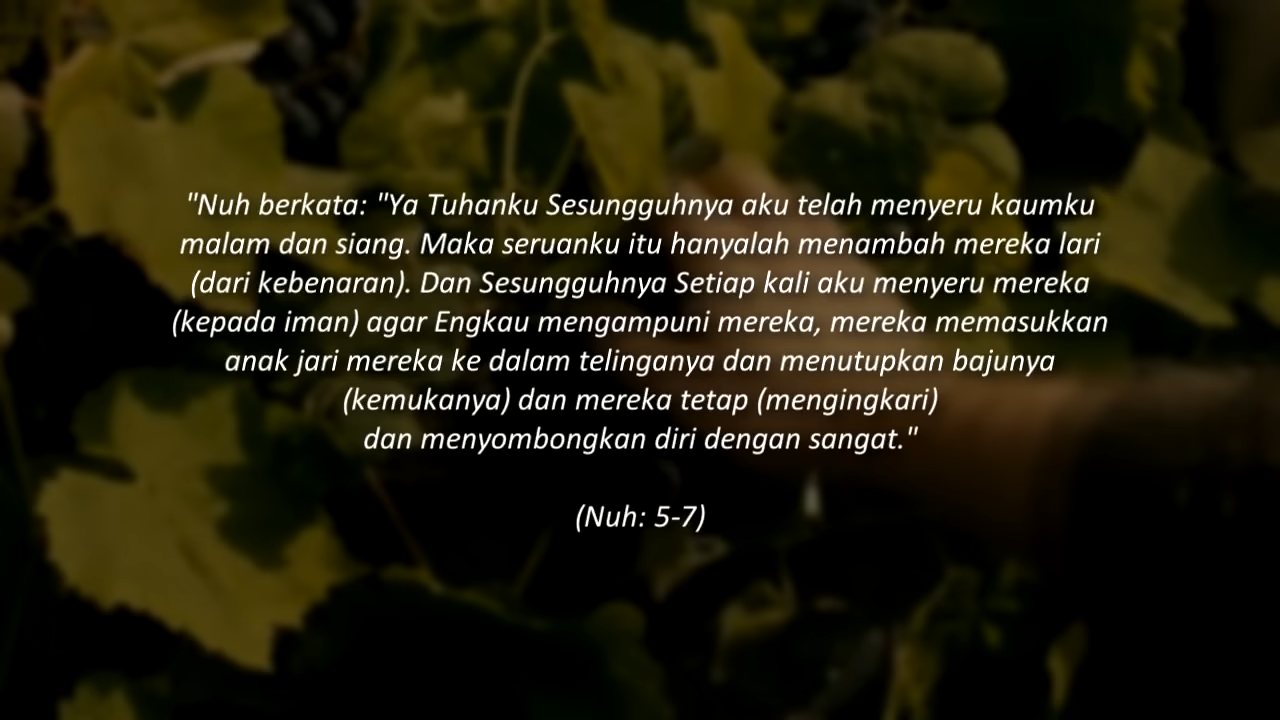 "Nuh berkata: "Ya Tuhanku Sesungguhnya aku telah menyeru kaumku
malam dan siang. Maka seruanku itu hanyalah menambah mereka lari
(dari kebenaran). Dan Sesungguhnya Setiap kali aku menyeru mereka
(kepada iman) agar Engkau mengampuni mereka, mereka memasukkan
anak jari mereka ke dalam telinganya dan menutupkan bajunya
(kemukanya) dan mereka tetap (mengingkari)
dan menyombongkan diri dengan sangat."
(Nuh: 5-7)